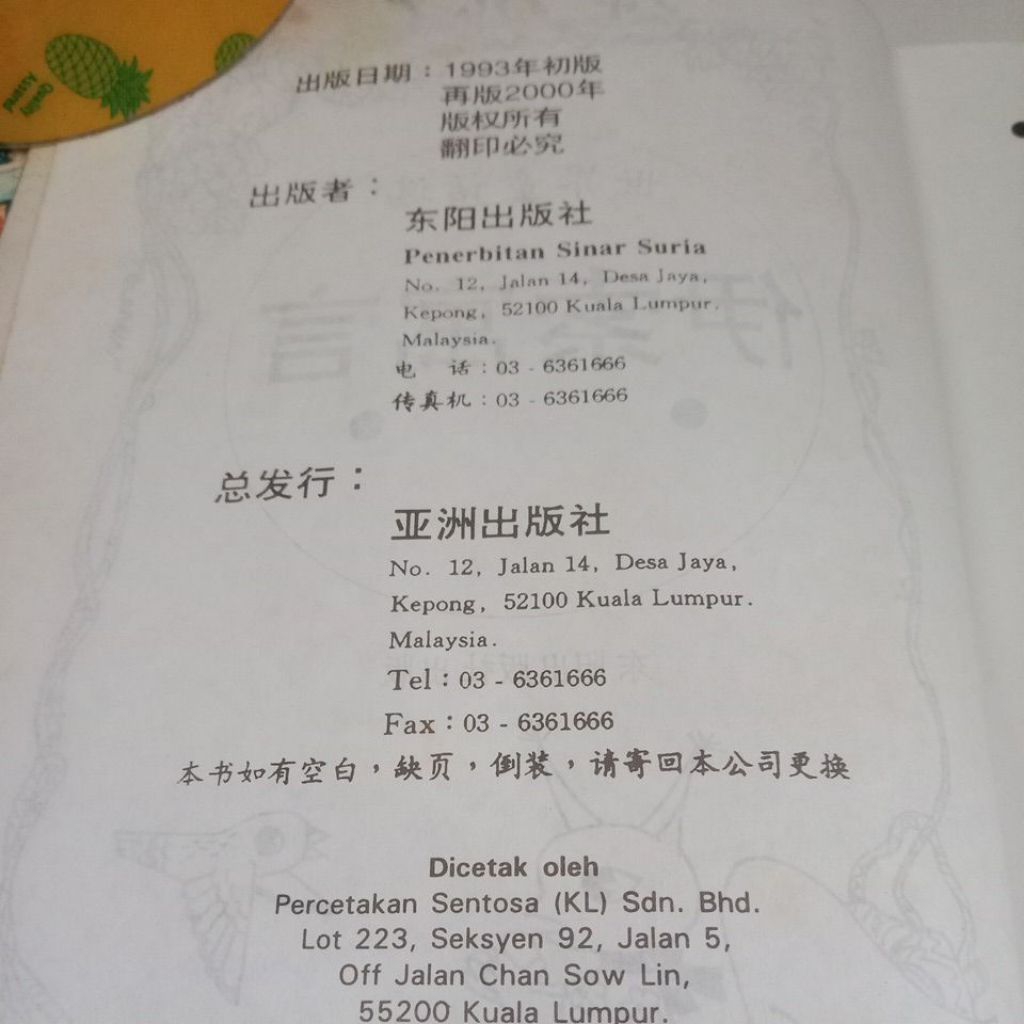 出版日期：1993年初版
再版2000年
版权所有
翻印必究
出版者：
东阳出版社
Penerbitan Sinar Suria
No. 12, Jalan 14, Desa Jaya,
Kepong, 52100 Kuala Lumpur.
Malaysia.
电 话：03 - 6361666
传真机：03 - 6361666
总发行：
亚洲出版社
No. 12, Jalan 14, Desa Jaya,
Kepong, 52100 Kuala Lumpur.
Malaysia.
Tel：03 - 6361666
Fax：03 - 6361666
本书如有空白，缺页，倒装，请寄回本公司更换
Dicetak oleh
Percetakan Sentosa (KL) Sdn. Bhd.
Lot 223, Seksyen 92, Jalan 5,
Off Jalan Chan Sow Lin,
55200 Kuala Lumpur.